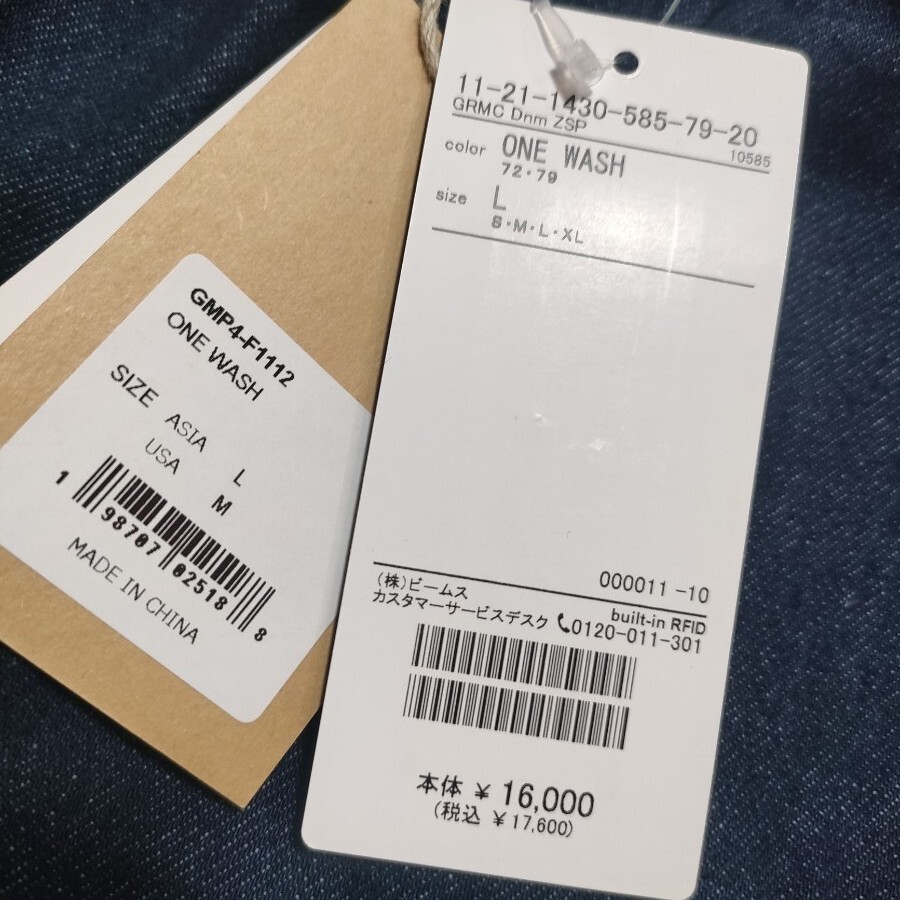 GMP4-F1112
ONE WASH
SIZE ASIA L
USA M
1 98707 02518 8
MADE IN CHINA
11-21-1430-585-79-20
GRMC Dnm ZSP 10585
color ONE WASH
72・79
size L
S・M・L・XL
000011 -10
(株)ビームス built-in RFID
カスタマーサービスデスク 0120-011-301
本体 ¥ 16,000
(税込 ¥17,600)